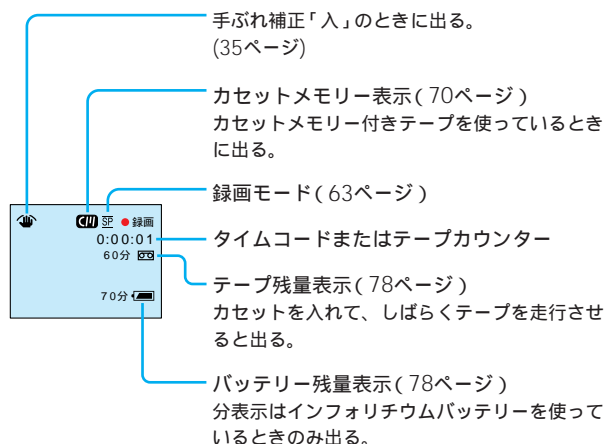 手ぶれ補正「入」のときに出る。
(35ページ)
カセットメモリー表示(70ページ)
カセットメモリー付きテープを使っているとき
に出る。
録画モード(63ページ)
タイムコードまたはテープカウンター
テープ残量表示(78ページ)
カセットを入れて、しばらくテープを走行させ
ると出る。
バッテリー残量表示(78ページ)
分表示はインフォリチウムバッテリーを使って
いるときのみ出る。
SP ●録画
0:00:01
60分
70分